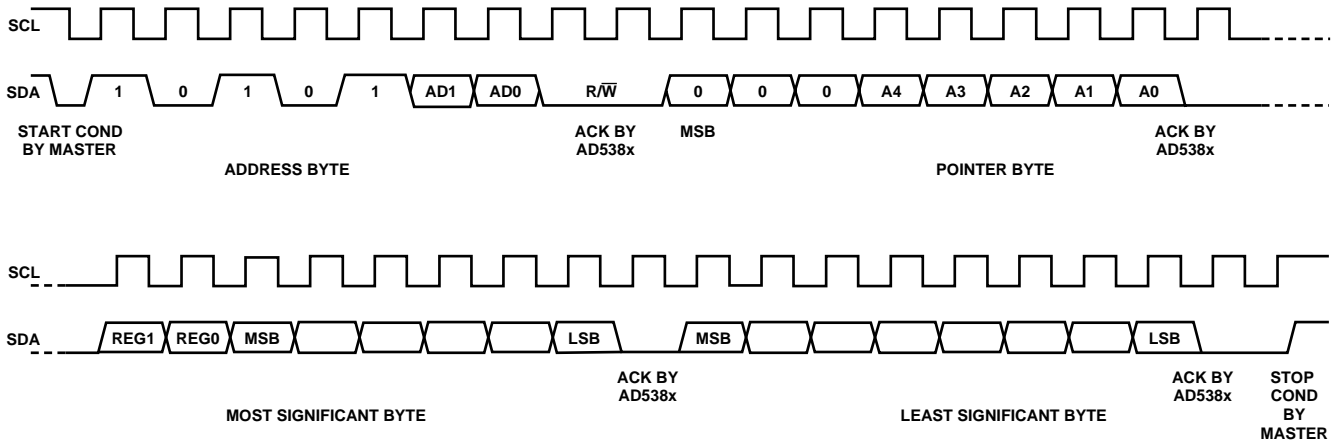 SCL
SDA 1 0 1 0 1 AD1 AD0 R/W̅ 0 0 0 A4 A3 A2 A1 A0
START COND
BY MASTER
ACK BY
AD538x
MSB
ACK BY
AD538x
ADDRESS BYTE
POINTER BYTE
SCL
SDA REG1 REG0 MSB LSB MSB LSB
ACK BY
AD538x
ACK BY
AD538x
STOP
COND
BY
MASTER
MOST SIGNIFICANT BYTE
LEAST SIGNIFICANT BYTE